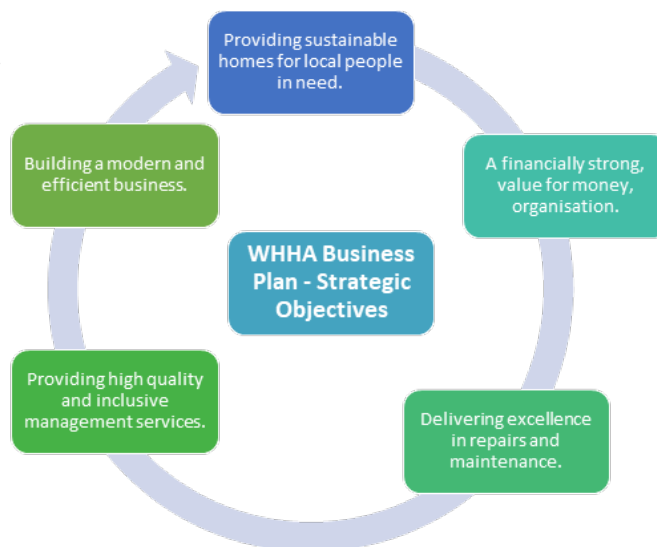 Providing sustainable
homes for local people
in need.
A financially strong,
value for money,
organisation.
Delivering excellence
in repairs and
maintenance.
Providing high quality
and inclusive
management services.
Building a modern and
efficient business.
WHHA Business
Plan - Strategic
Objectives